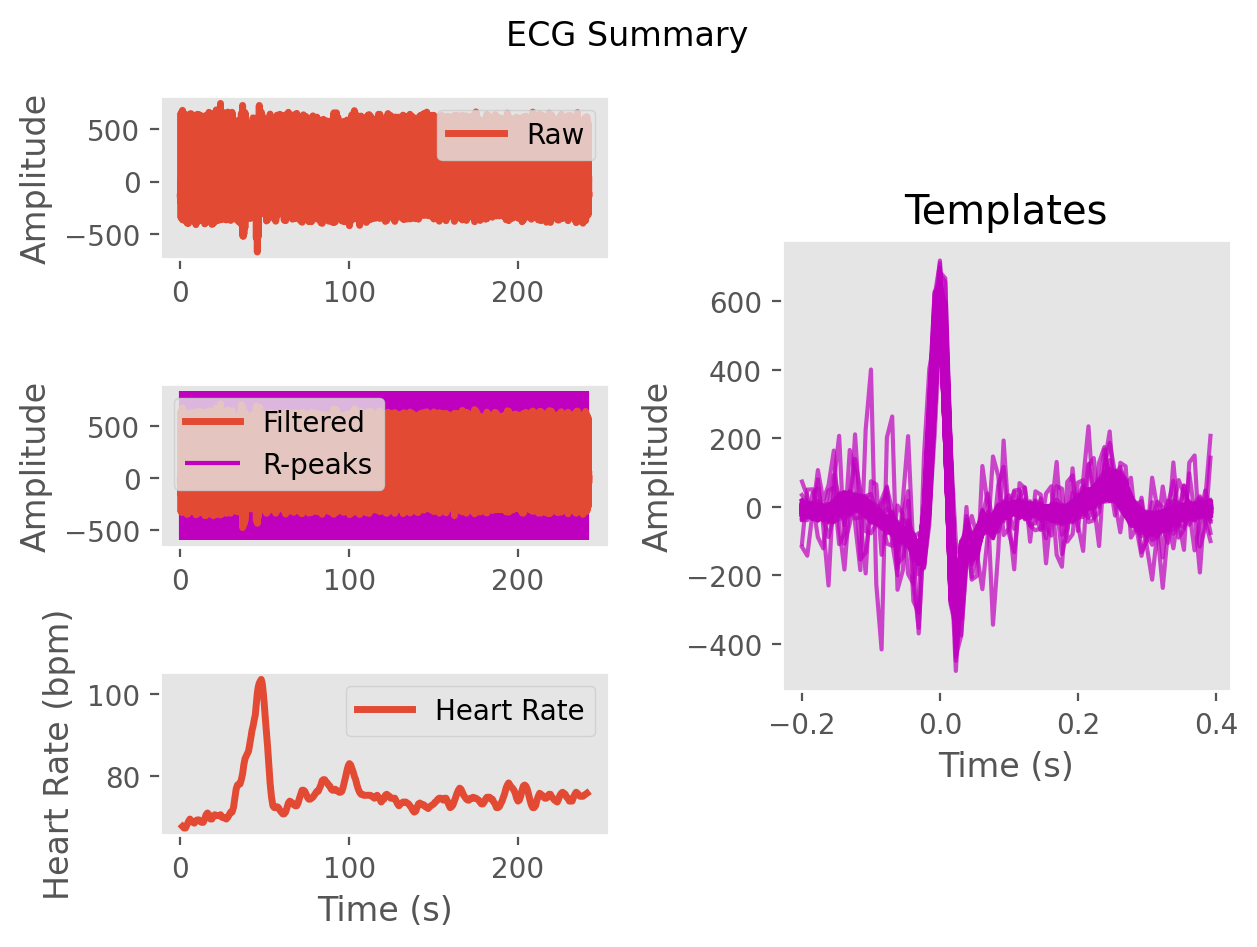 ECG Summary
Amplitude
500
0
−500
Raw
0 100 200
Amplitude
500
0
−500
Filtered
R-peaks
0 100 200
Heart Rate (bpm)
100
80
Heart Rate
0 100 200
Time (s)
Templates
Amplitude
600
400
200
0
−200
−400
−0.2 0.0 0.2 0.4
Time (s)